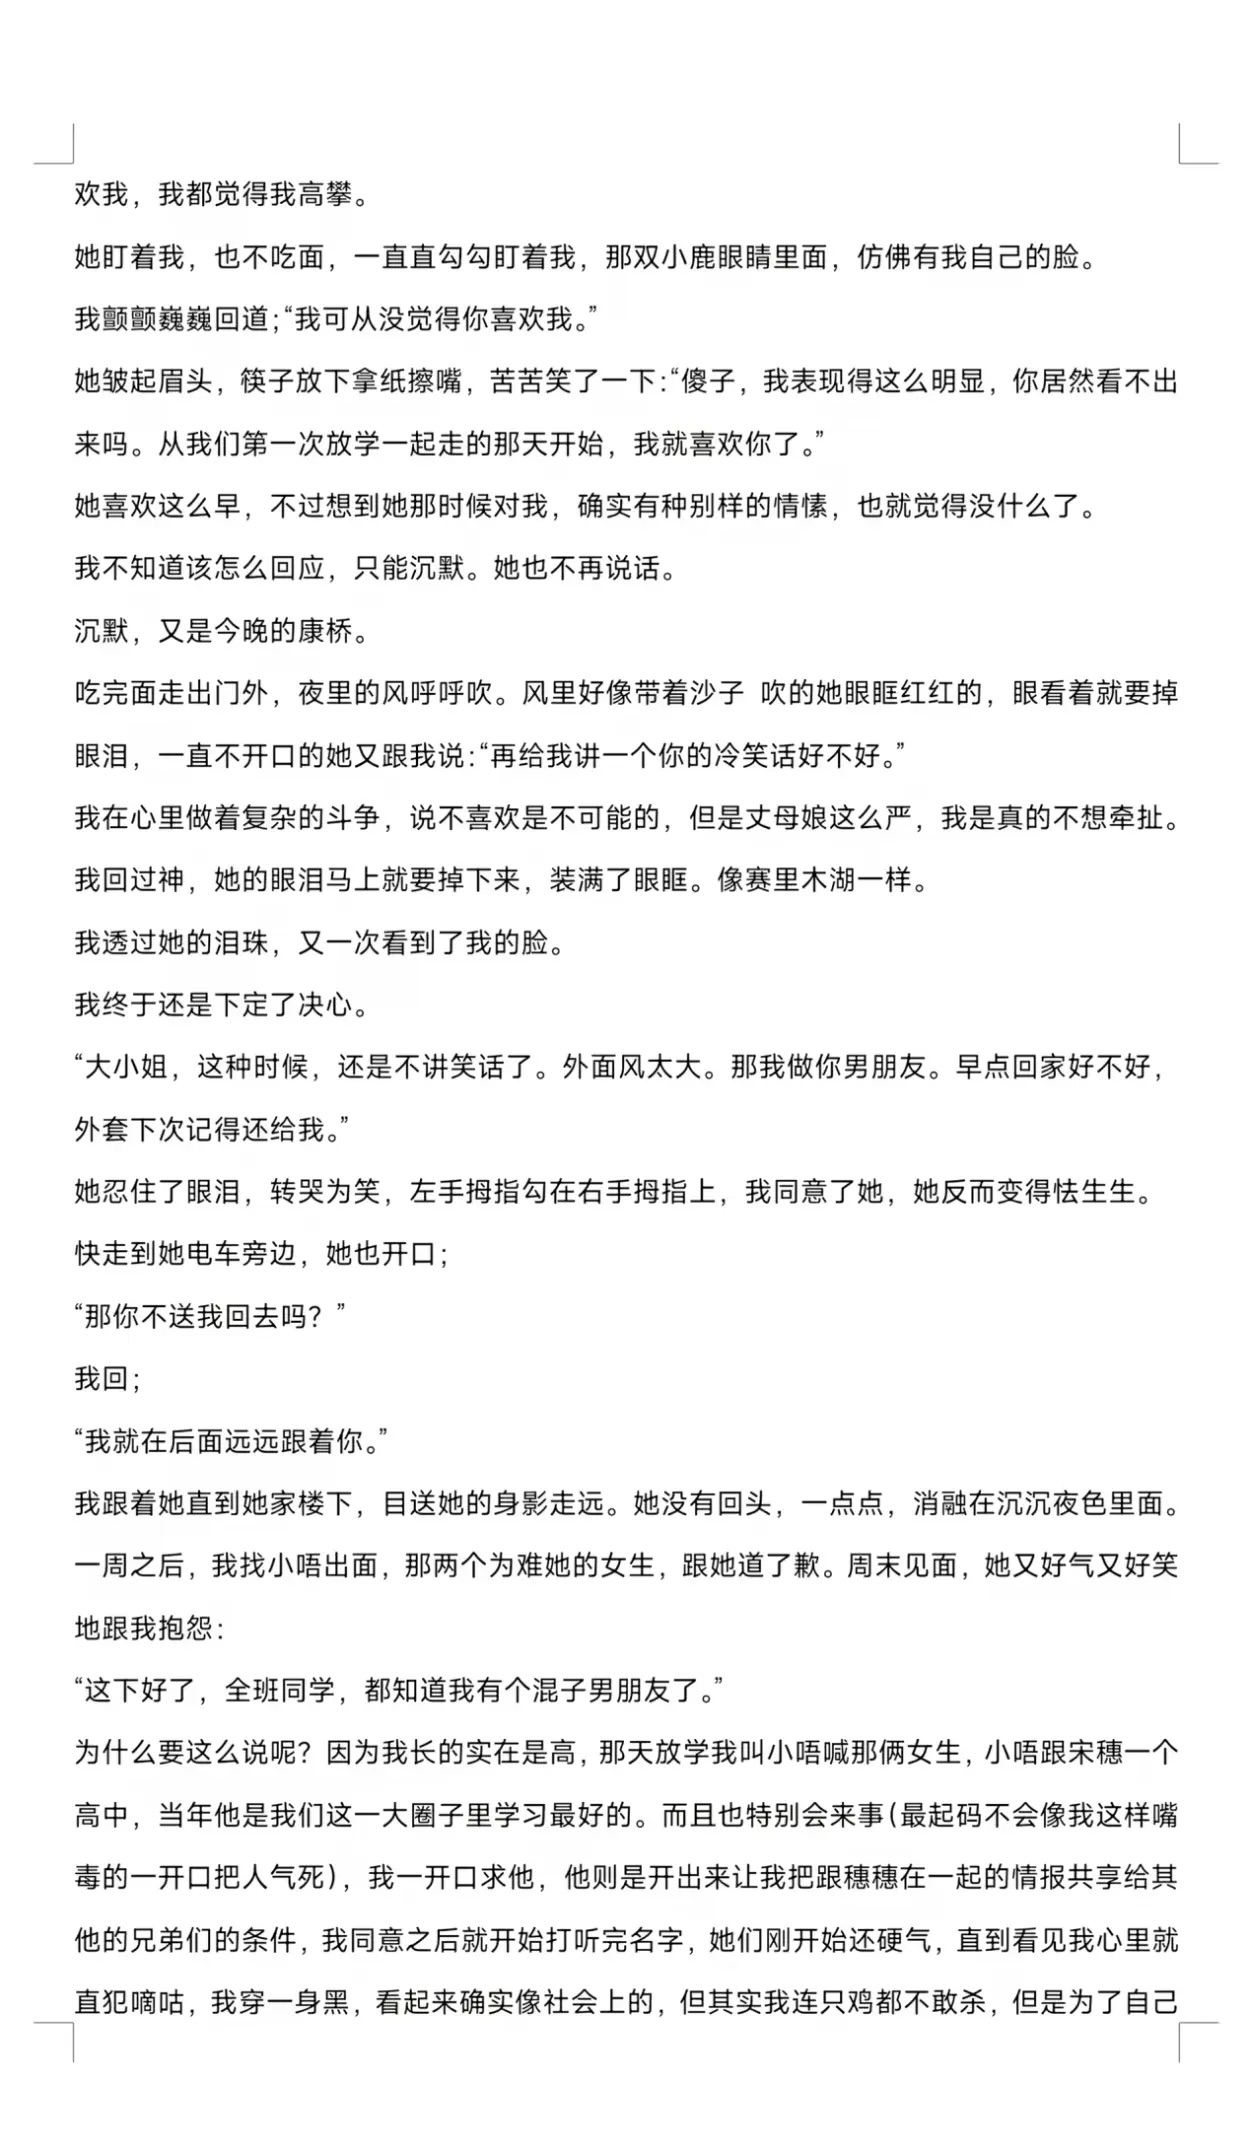 欢我，我都觉得我高攀。
她盯着我，也不吃面，一直直勾勾盯着我，那双小鹿眼睛里面，仿佛有我自己的脸。
我颤颤巍巍回道；“我可从没觉得你喜欢我。”
她皱起眉头，筷子放下拿纸擦嘴，苦苦笑了一下：“傻子，我表现得这么明显，你居然看不出
来吗。从我们第一次放学一起走的那天开始，我就喜欢你了。”
她喜欢这么早，不过想到她那时候对我，确实有种别样的情愫，也就觉得没什么了。
我不知道该怎么回应，只能沉默。她也不再说话。
沉默，又是今晚的康桥。
吃完面走出门外，夜里的风呼呼吹。风里好像带着沙子 吹的她眼眶红红的，眼看着就要掉
眼泪，一直不开口的她又跟我说：“再给我讲一个你的冷笑话好不好。”
我在心里做着复杂的斗争，说不喜欢是不可能的，但是丈母娘这么严，我是真的不想牵扯。
我回过神，她的眼泪马上就要掉下来，装满了眼眶。像赛里木湖一样。
我透过她的泪珠，又一次看到了我的脸。
我终于还是下定了决心。
“大小姐，这种时候，还是不讲笑话了。外面风太大。那我做你男朋友。早点回家好不好，
外套下次记得还给我。”
她忍住了眼泪，转哭为笑，左手拇指勾在右手拇指上，我同意了她，她反而变得怯生生。
快走到她电车旁边，她也开口；
“那你不送我回去吗？”
我回；
“我就在后面远远跟着你。”
我跟着她直到她家楼下，目送她的身影走远。她没有回头，一点点，消融在沉沉夜色里面。
一周之后，我找小唔出面，那两个为难她的女生，跟她道了歉。周末见面，她又好气又好笑
地跟我抱怨：
“这下好了，全班同学，都知道我有个混子男朋友了。”
为什么要这么说呢？因为我长的实在是高，那天放学我叫小唔喊那俩女生，小唔跟宋穗一个
高中，当年他是我们这一大圈子里学习最好的。而且也特别会来事（最起码不会像我这样嘴
毒的一开口把人气死），我一开口求他，他则是开出来让我把跟穗穗在一起的情报共享给其
他的兄弟们的条件，我同意之后就开始打听完名字，她们刚开始还硬气，直到看见我心里就
直犯嘀咕，我穿一身黑，看起来确实像社会上的，但其实我连只鸡都不敢杀，但是为了自己